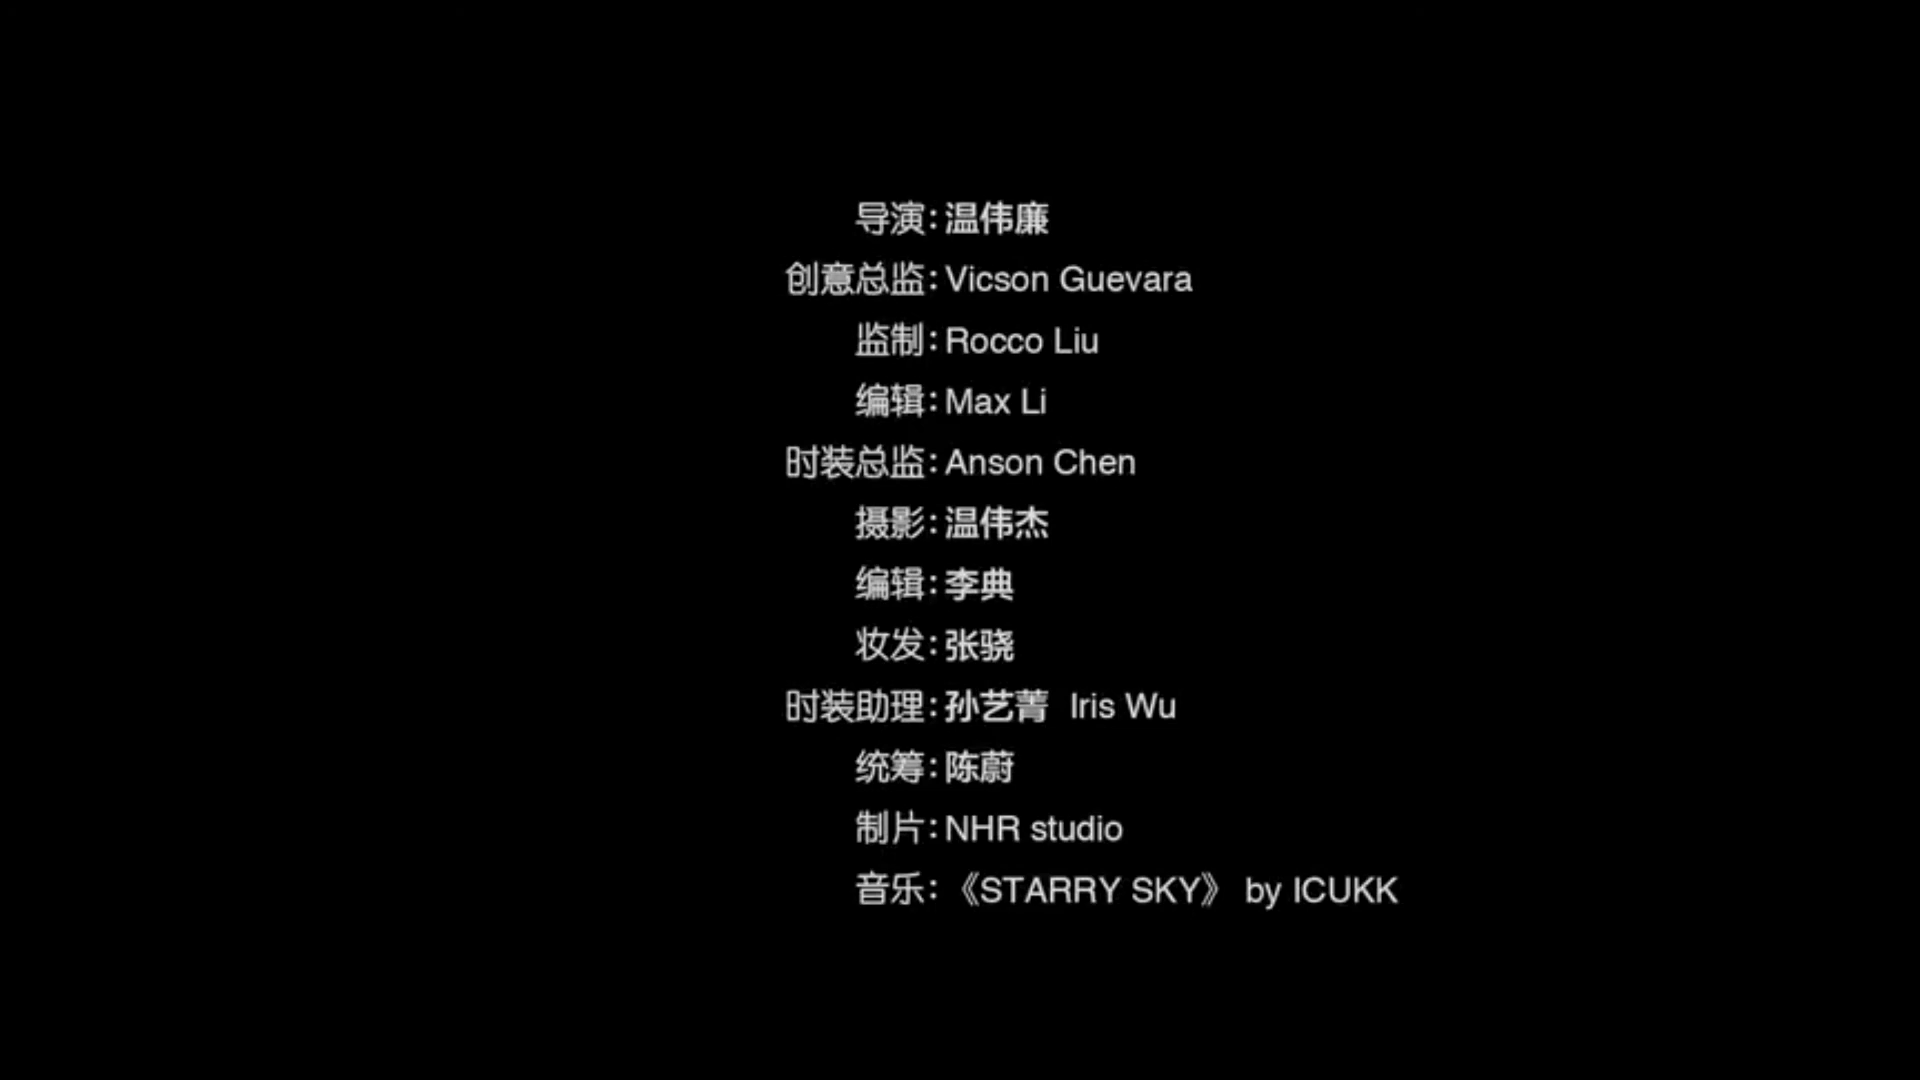 导演：温伟廉
创意总监：Vicson Guevara
监制：Rocco Liu
编辑：Max Li
时装总监：Anson Chen
摄影：温伟杰
编辑：李典
妆发：张骁
时装助理：孙艺菁 Iris Wu
统筹：陈蔚
制片：NHR studio
音乐：《STARRY SKY》 by ICUKK